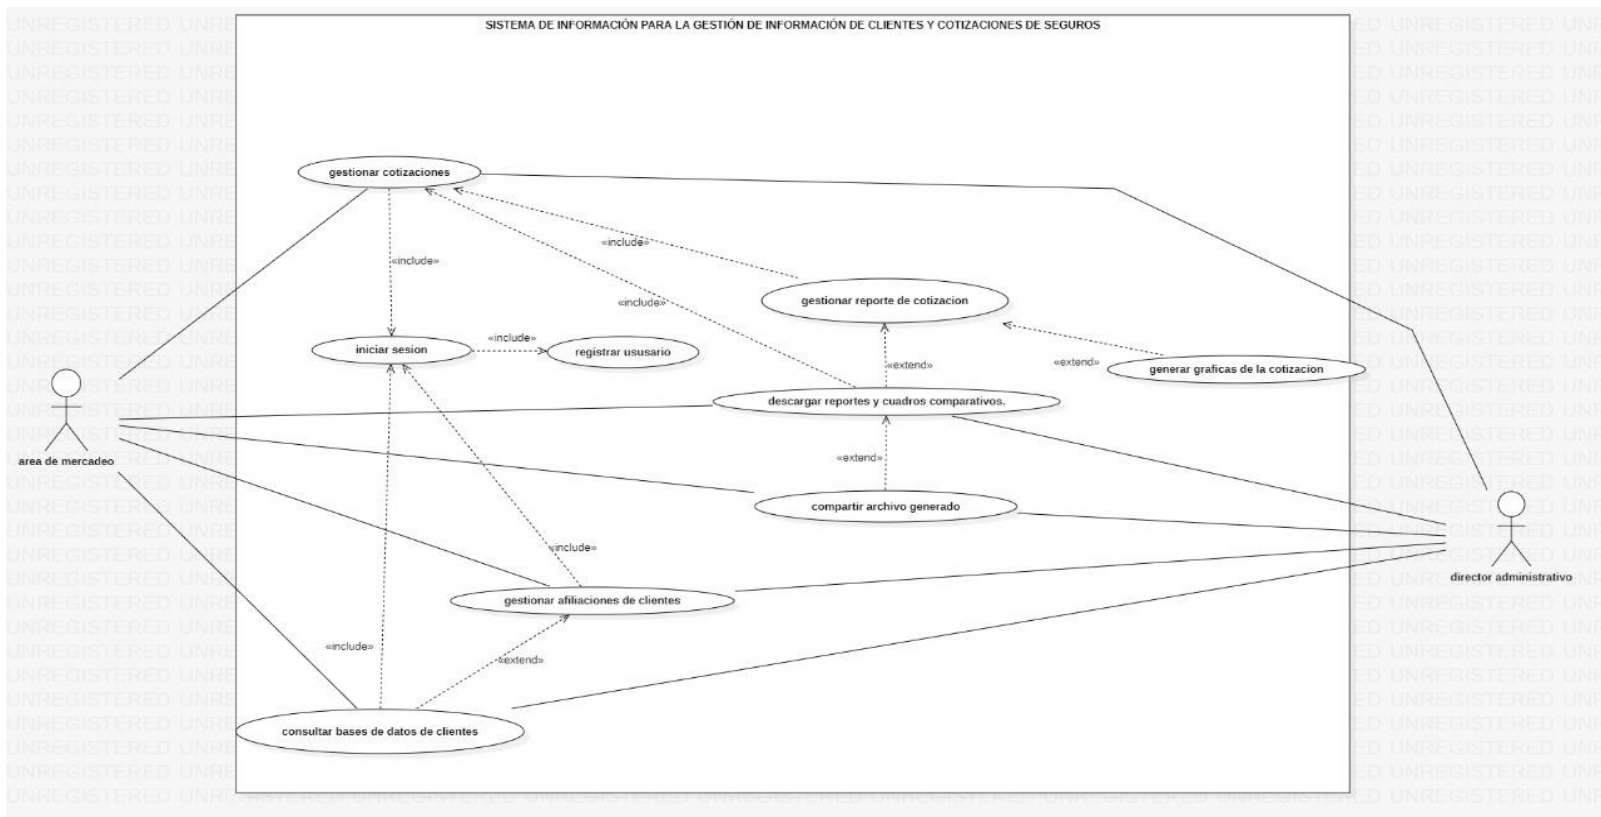 SISTEMA DE INFORMACIÓN PARA LA GESTIÓN DE INFORMACIÓN DE CLIENTES Y COTIZACIONES DE SEGUROS
gestionar cotizaciones
«include»
«include»
«include»
gestionar reporte de cotizacion
iniciar sesion
«include»
registrar ususario
«extend»
«extend»
generar graficas de la cotizacion
descargar reportes y cuadros comparativos.
area de mercadeo
«extend»
compartir archivo generado
«include»
director administrativo
gestionar afiliaciones de clientes
«include»
«extend»
consultar bases de datos de clientes
UNREGISTERED